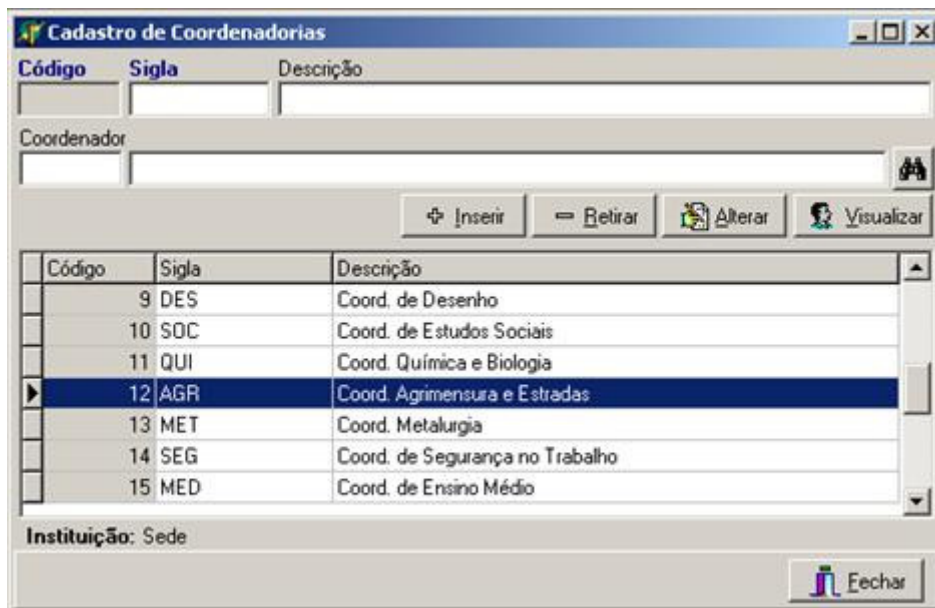 Cadastro de Coordenadorias
Código Sigla Descrição
Coordenador
Inserir Retirar Alterar Visualizar
Código Sigla Descrição
9 DES Coord. de Desenho
10 SOC Coord. de Estudos Sociais
11 QUI Coord. Química e Biologia
12 AGR Coord. Agrimensura e Estradas
13 MET Coord. Metalurgia
14 SEG Coord. de Segurança no Trabalho
15 MED Coord. de Ensino Médio
Instituição: Sede
Fechar